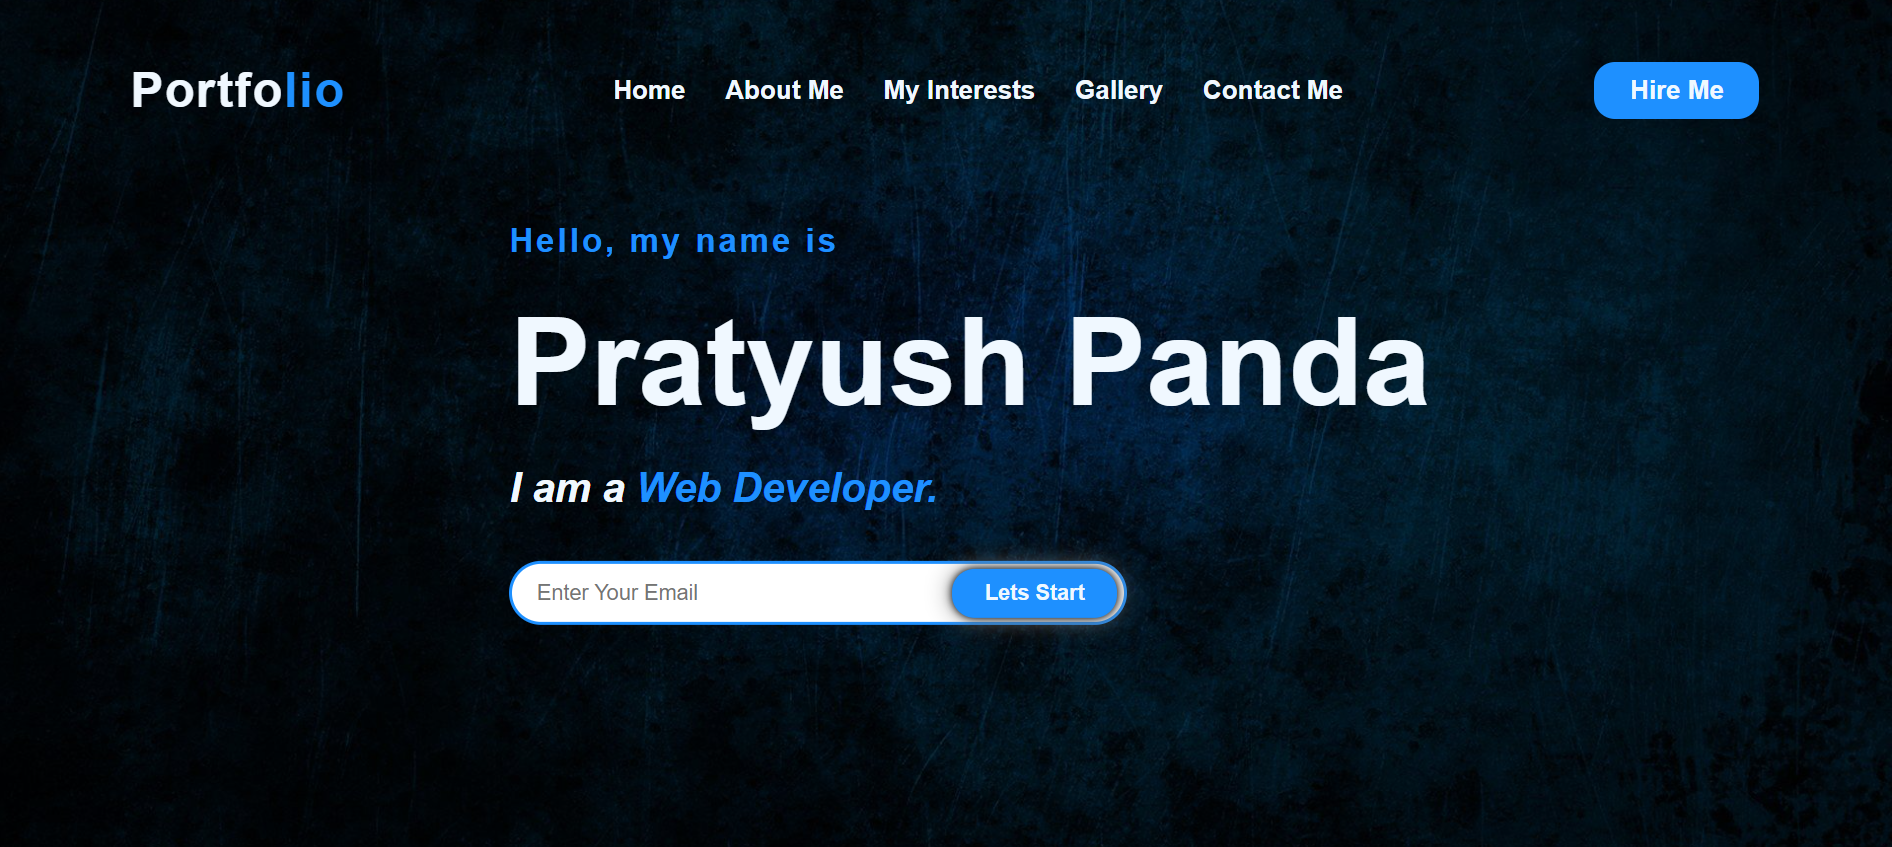 Portfolio
Home About Me My Interests Gallery Contact Me
Hire Me
Hello, my name is
Pratyush Panda
I am a Web Developer.
Enter Your Email
Lets Start